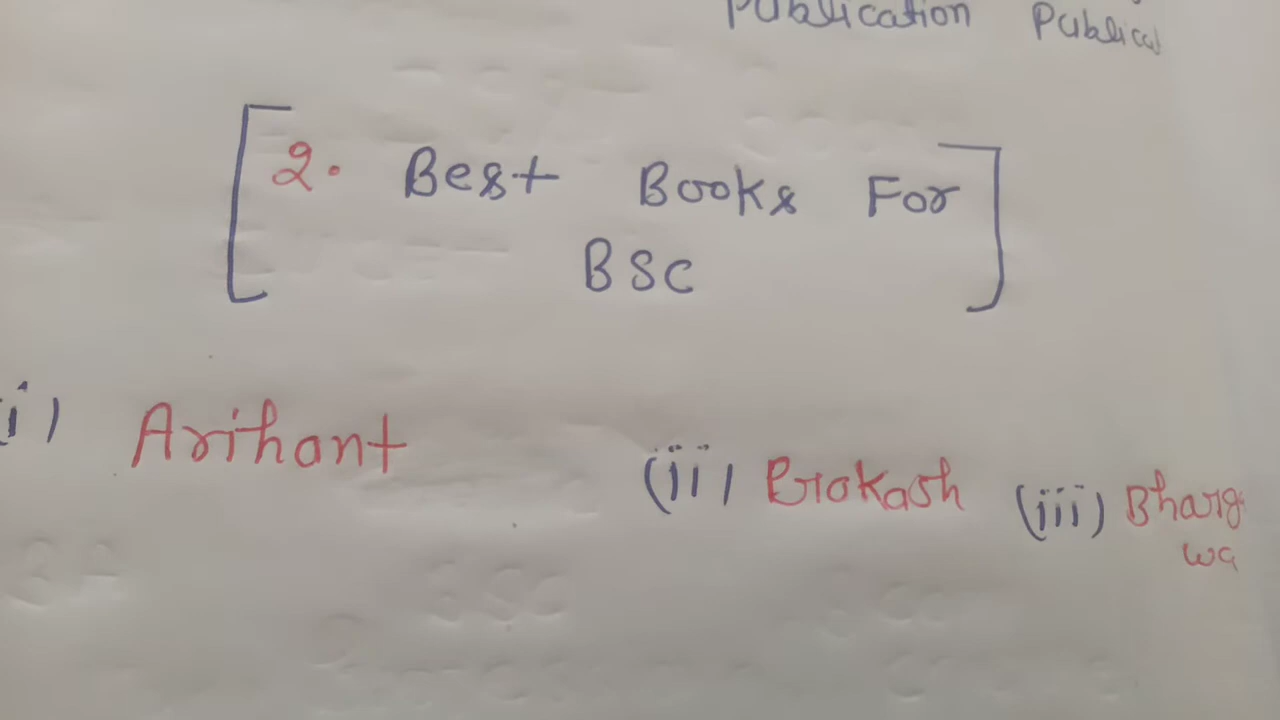 Publication Publical
[2. Best Books For
BSC]
(i) Arihant (ii) Prakash (iii) Bharg
wa